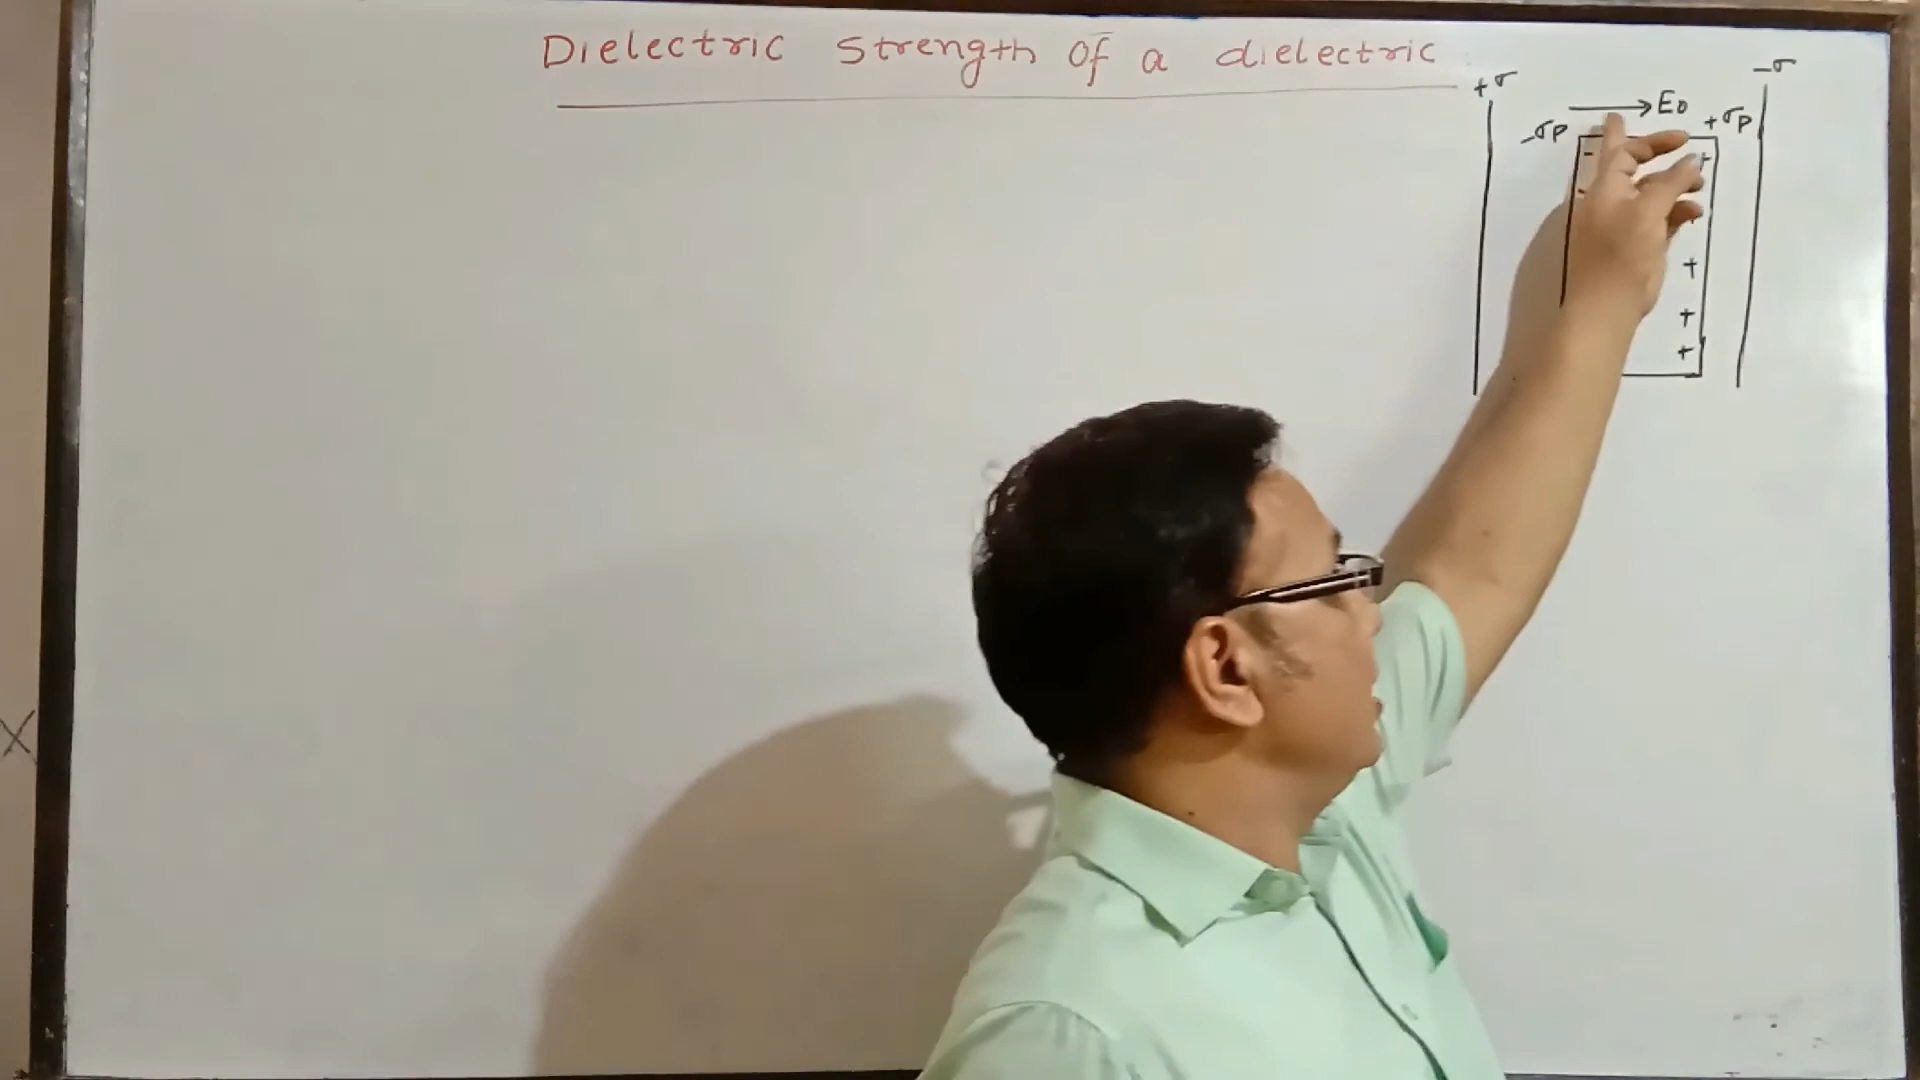 Dielectric Strength of a dielectric
+σ
-σ
→ E0
-σp
+σp
-
+
-
+
+
+
X